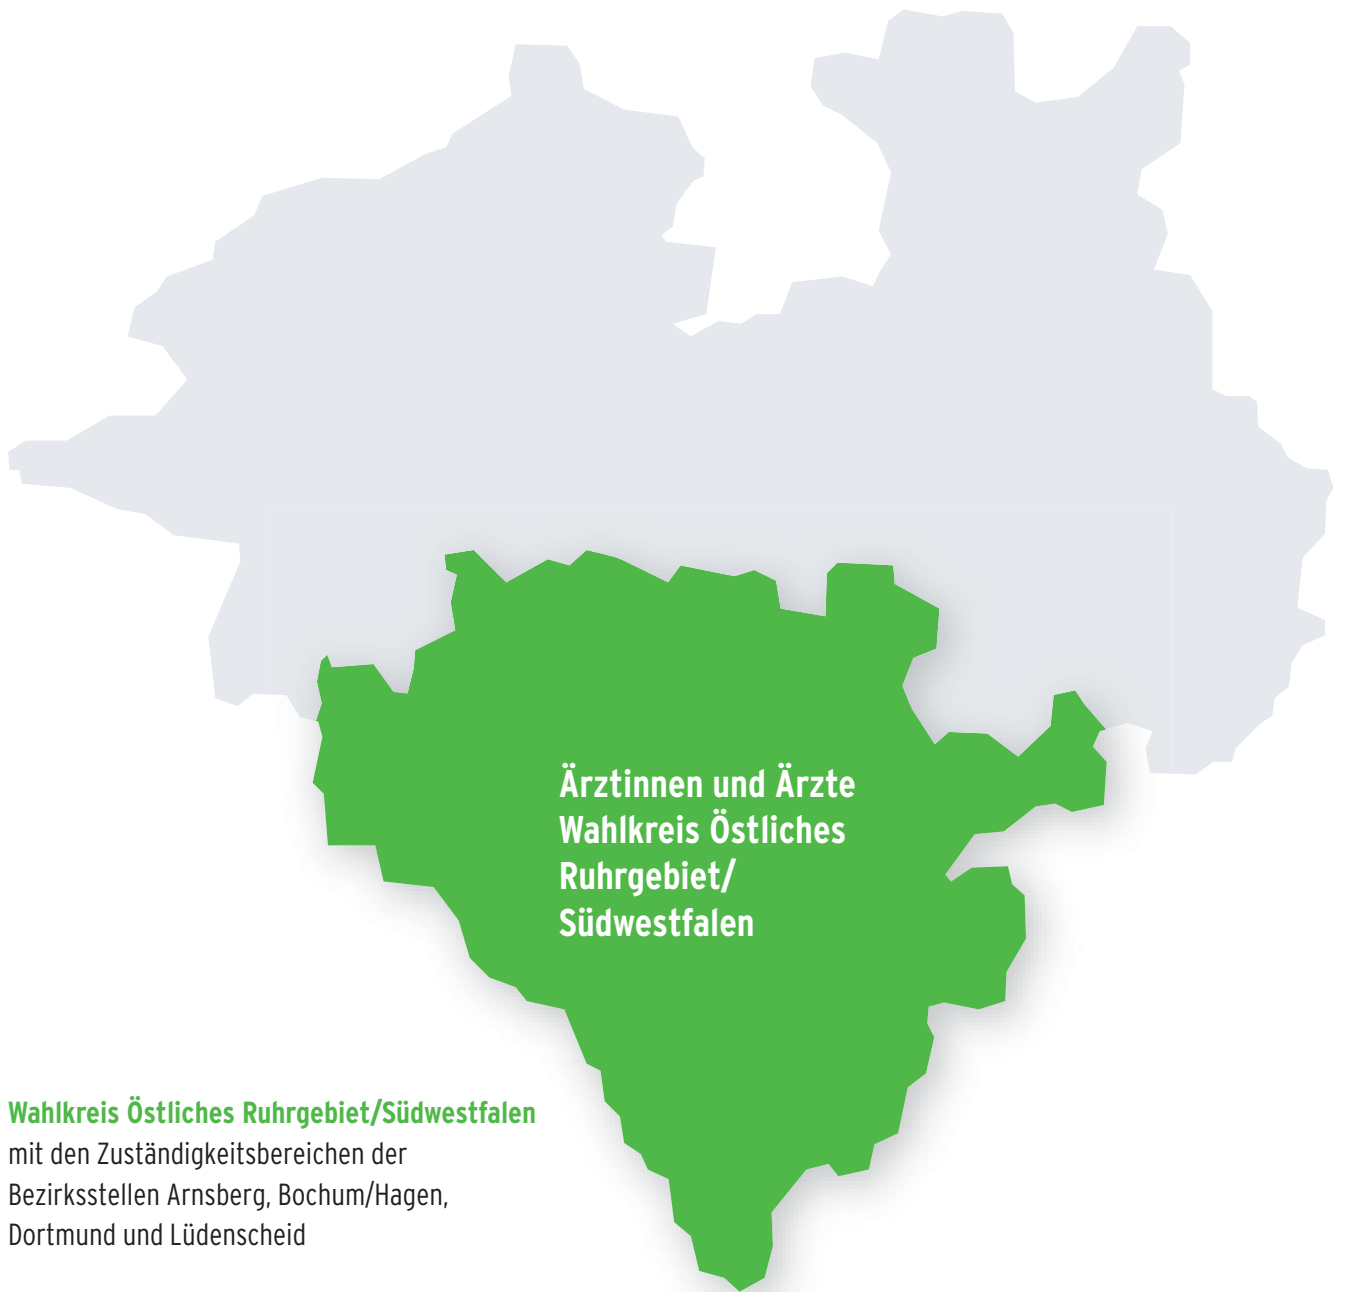 Ärztinnen und Ärzte
Wahlkreis Östliches
Ruhrgebiet/
Südwestfalen
Wahlkreis Östliches Ruhrgebiet/Südwestfalen
mit den Zuständigkeitsbereichen der
Bezirksstellen Arnsberg, Bochum/Hagen,
Dortmund und Lüdenscheid